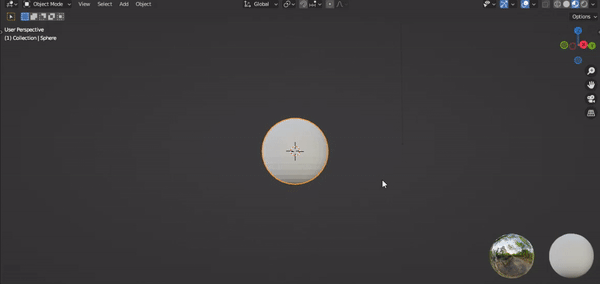 Object Mode View Select Add Object Global
Options
User Perspective
(1) Collection | Sphere